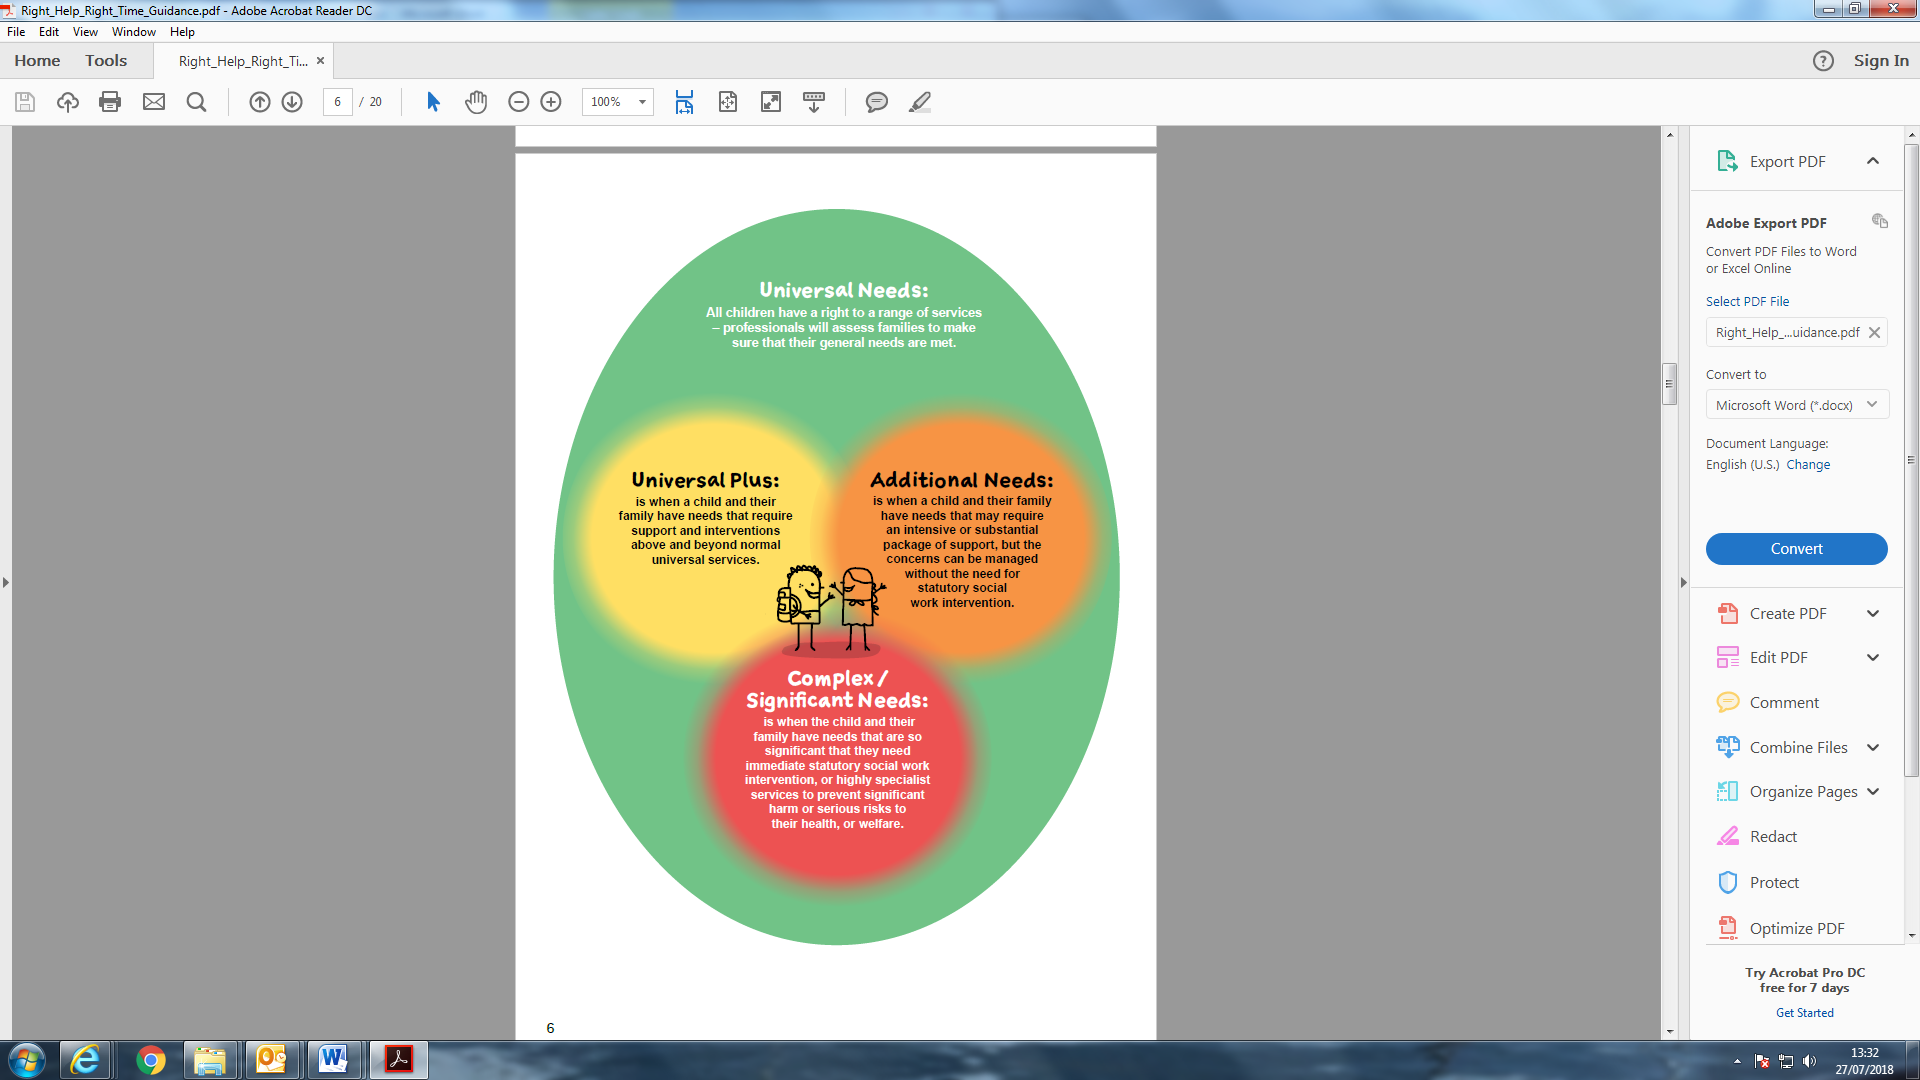 Right_Help_Right_Time_Guidance.pdf - Adobe Acrobat Reader DC
File Edit View Window Help
Home Tools Right_Help_Right_Ti... × Sign In
6 / 20 100%
Universal Needs:
All children have a right to a range of services
– professionals will assess families to make
sure that their general needs are met.
Universal Plus:
is when a child and their
family have needs that require
support and interventions
above and beyond normal
universal services.
Additional Needs:
is when a child and their family
have needs that may require
an intensive or substantial
package of support, but the
concerns can be managed
without the need for
statutory social
work intervention.
Complex /
Significant Needs:
is when the child and their
family have needs that are so
significant that they need
immediate statutory social work
intervention, or highly specialist
services to prevent significant
harm or serious risks to
their health, or welfare.
6
Export PDF
Adobe Export PDF
Convert PDF Files to Word
or Excel Online
Select PDF File
Right_Help_...uidance.pdf
Convert to
Microsoft Word (*.docx)
Document Language:
English (U.S.) Change
Convert
Create PDF
Edit PDF
Comment
Combine Files
Organize Pages
Redact
Protect
Optimize PDF
Try Acrobat Pro DC
free for 7 days
Get Started
13:32
27/07/2018